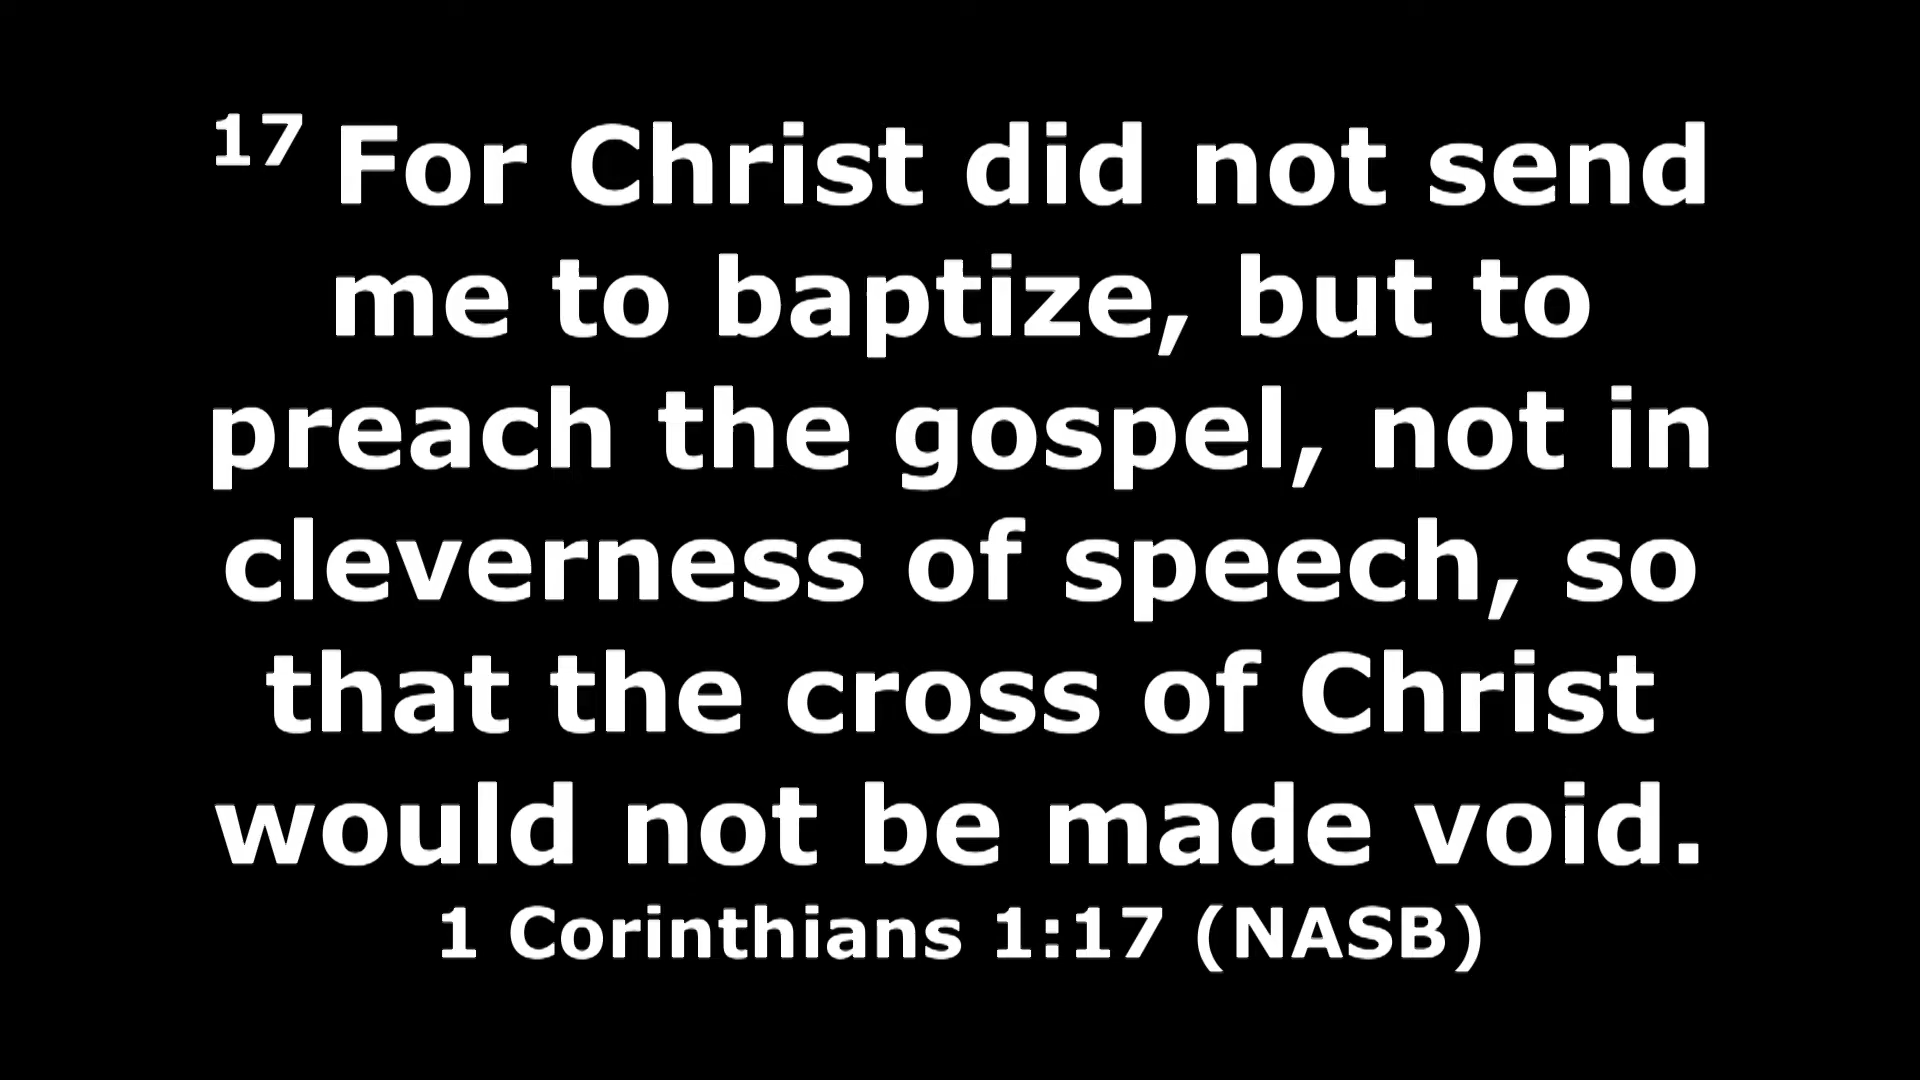 17 For Christ did not send
me to baptize, but to
preach the gospel, not in
cleverness of speech, so
that the cross of Christ
would not be made void.
1 Corinthians 1:17 (NASB)